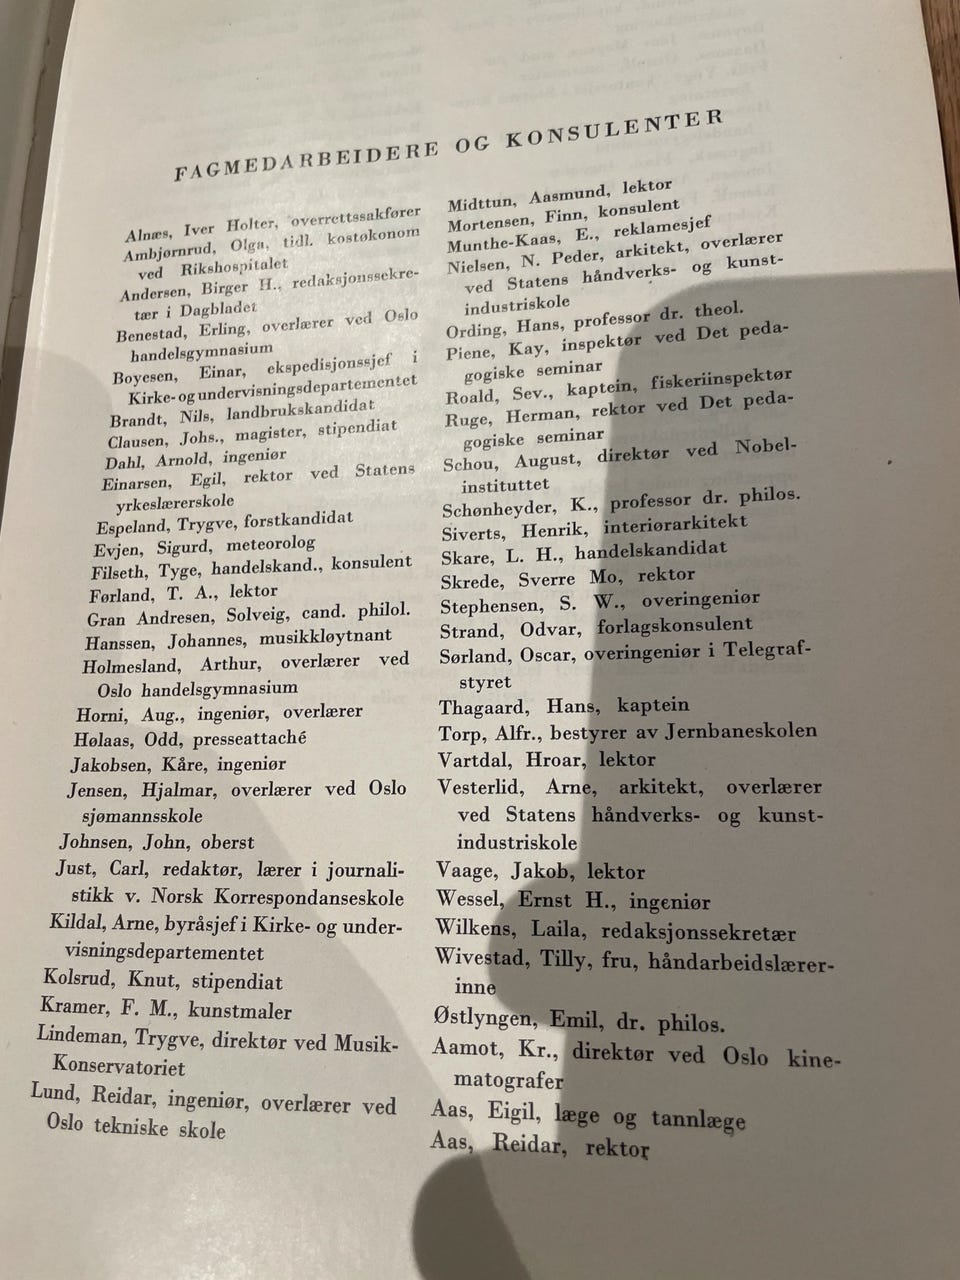 FAGMEDARBEIDERE OG KONSULENTER
Alnæs, Iver Holter, overrettssakfører
Ambjørnrud, Olga, tidl. kostøkonom
ved Rikshospitalet
Andersen, Birger H., redaksjonssekre-
tær i Dagbladet
Benestad, Erling, overlærer ved Oslo
handelsgymnasium
Boyesen, Einar, ekspedisjonssjef i
Kirke- og undervisningsdepartementet
Brandt, Nils, landbrukskandidat
Clausen, Johs., magister, stipendiat
Dahl, Arnold, ingeniør
Einarsen, Egil, rektor ved Statens
yrkeslærerskole
Espeland, Trygve, forstkandidat
Evjen, Sigurd, meteorolog
Filseth, Tyge, handelskand., konsulent
Førland, T. A., lektor
Gran Andresen, Solveig, cand. philol.
Hanssen, Johannes, musikkløytnant
Holmesland, Arthur, overlærer ved
Oslo handelsgymnasium
Horni, Aug., ingeniør, overlærer
Hølaas, Odd, presseattaché
Jakobsen, Kåre, ingeniør
Jensen, Hjalmar, overlærer ved Oslo
sjømannsskole
Johnsen, John, oberst
Just, Carl, redaktør, lærer i journali-
stikk v. Norsk Korrespondanseskole
Kildal, Arne, byråsjef i Kirke- og under-
visningsdepartementet
Kolsrud, Knut, stipendiat
Kramer, F. M., kunstmaler
Lindeman, Trygve, direktør ved Musik-
Konservatoriet
Lund, Reidar, ingeniør, overlærer ved
Oslo tekniske skole
Midttun, Aasmund, lektor
Mortensen, Finn, konsulent
Munthe-Kaas, E., reklamesjef
Nielsen, N. Peder, arkitekt, overlærer
ved Statens håndverks- og kunst-
industriskole
Ording, Hans, professor dr. theol.
Piene, Kay, inspektør ved Det peda-
gogiske seminar
Roald, Sev., kaptein, fiskeriinspektør
Ruge, Herman, rektor ved Det peda-
gogiske seminar
Schou, August, direktør ved Nobel-
instituttet
Schønheyder, K., professor dr. philos.
Siverts, Henrik, interiørarkitekt
Skare, L. H., handelskandidat
Skrede, Sverre Mo, rektor
Stephensen, S. W., overingeniør
Strand, Odvar, forlagskonsulent
Sørland, Oscar, overingeniør i Telegraf-
styret
Thagaard, Hans, kaptein
Torp, Alfr., bestyrer av Jernbaneskolen
Vartdal, Hroar, lektor
Vesterlid, Arne, arkitekt, overlærer
ved Statens håndverks- og kunst-
industriskole
Vaage, Jakob, lektor
Wessel, Ernst H., ingeniør
Wilkens, Laila, redaksjonssekretær
Wivestad, Tilly, fru, håndarbeidslærer-
inne
Østlyngen, Emil, dr. philos.
Aamot, Kr., direktør ved Oslo kine-
matografer
Aas, Eigil, læge og tannlæge
Aas, Reidar, rektor